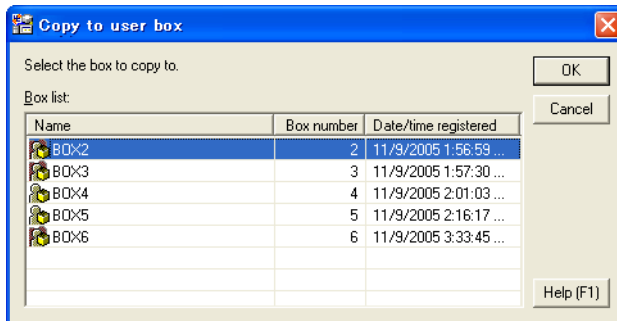 Copy to user box
Select the box to copy to.
OK
Box list:
Cancel
Name Box number Date/time registered
BOX2 2 11/9/2005 1:56:59 ...
BOX3 3 11/9/2005 1:57:30 ...
BOX4 4 11/9/2005 2:01:03 ...
BOX5 5 11/9/2005 2:16:17 ...
BOX6 6 11/9/2005 3:33:45 ...
Help (F1)